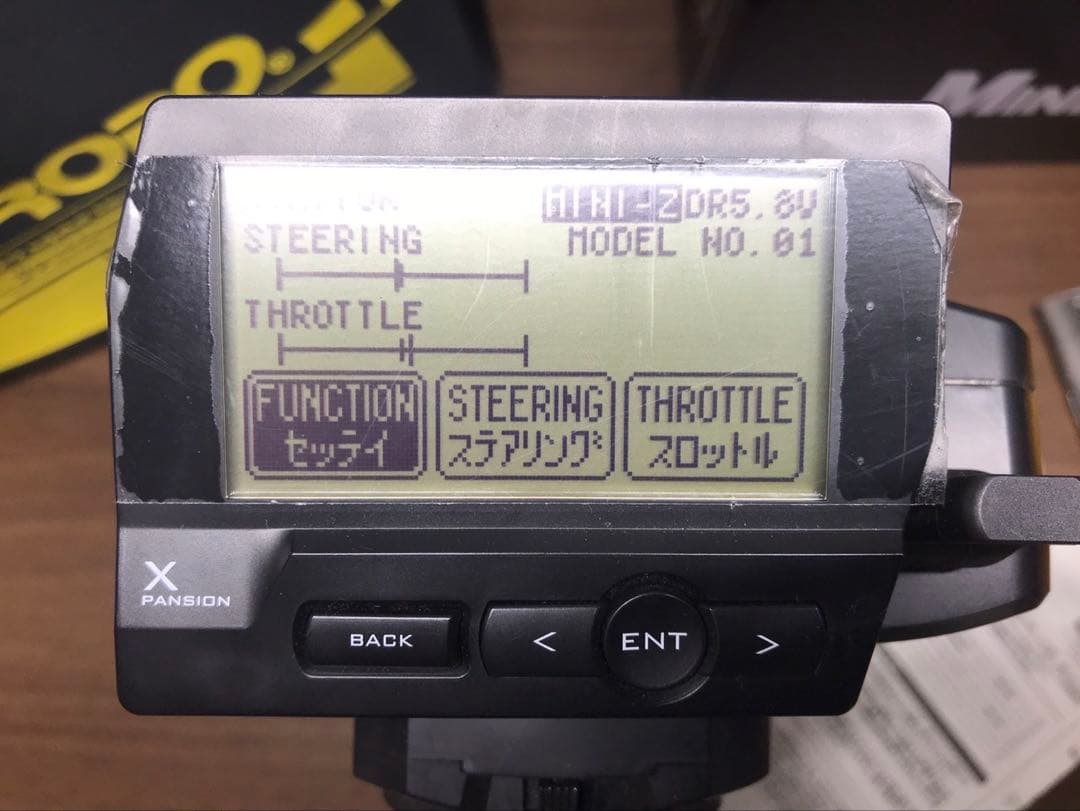 MINI-Z DR5.8V
STEERING MODEL NO.01
THROTTLE
FUNCTION STEERING THROTTLE
セッテイ ステアリング スロットル
X
PANSION
BACK < ENT >